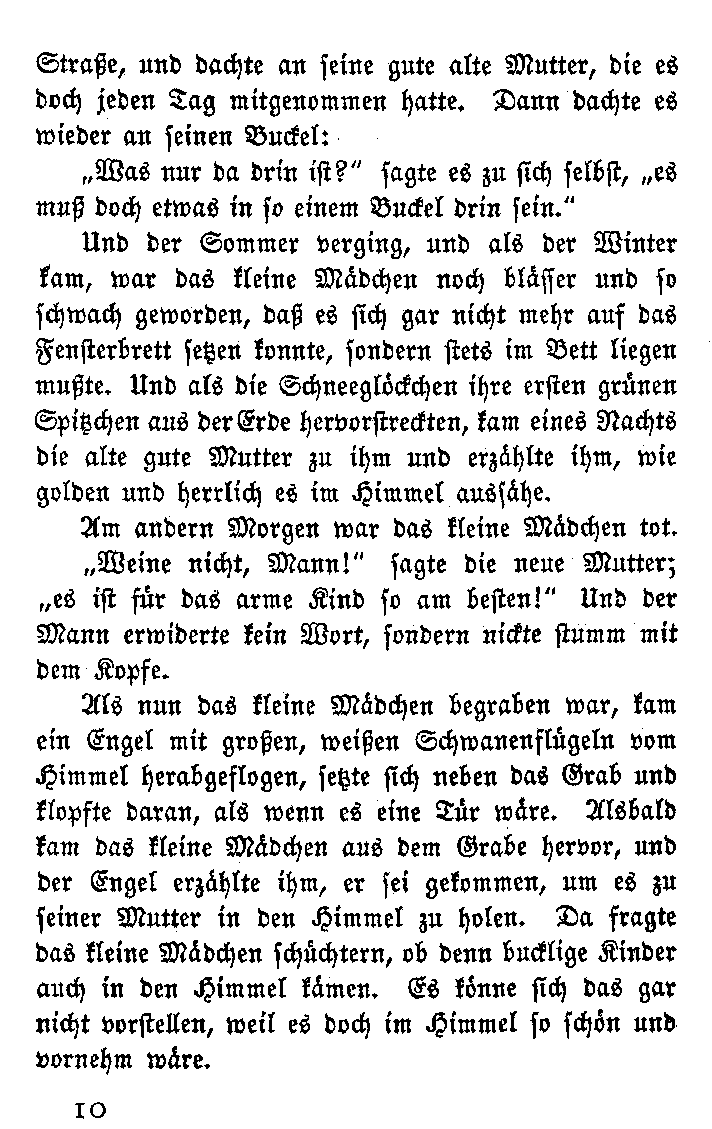 Straße, und dachte an seine gute alte Mutter, die es
doch jeden Tag mitgenommen hatte. Dann dachte es
wieder an seinen Buckel:
„Was nur da drin ist?“ sagte es zu sich selbst, „es
muß doch etwas in so einem Buckel drin sein.“
Und der Sommer verging, und als der Winter
kam, war das kleine Mädchen noch blässer und so
schwach geworden, daß es sich gar nicht mehr auf das
Fensterbrett setzen konnte, sondern stets im Bett liegen
mußte. Und als die Schneeglöckchen ihre ersten grünen
Spitzchen aus der Erde hervorstreckten, kam eines Nachts
die alte gute Mutter zu ihm und erzählte ihm, wie
golden und herrlich es im Himmel aussähe.
Am andern Morgen war das kleine Mädchen tot.
„Weine nicht, Mann!“ sagte die neue Mutter;
„es ist für das arme Kind so am besten!“ Und der
Mann erwiderte kein Wort, sondern nickte stumm mit
dem Kopfe.
Als nun das kleine Mädchen begraben war, kam
ein Engel mit großen, weißen Schwanenflügeln vom
Himmel herabgeflogen, setzte sich neben das Grab und
klopfte daran, als wenn es eine Tür wäre. Alsbald
kam das kleine Mädchen aus dem Grabe hervor, und
der Engel erzählte ihm, er sei gekommen, um es zu
seiner Mutter in den Himmel zu holen. Da fragte
das kleine Mädchen schüchtern, ob denn bucklige Kinder
auch in den Himmel kämen. Es könne sich das gar
nicht vorstellen, weil es doch im Himmel so schön und
vornehm wäre.
10